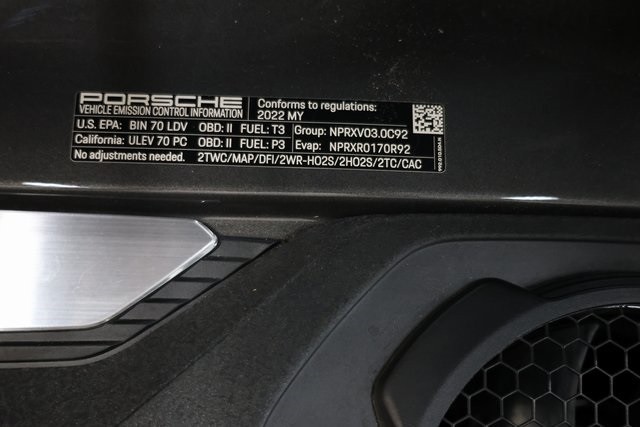 PORSCHE
VEHICLE EMISSION CONTROL INFORMATION
Conforms to regulations:
2022 MY
U.S. EPA: BIN 70 LDV OBD: II FUEL: T3 Group: NPRXV03.0C92
California: ULEV 70 PC OBD: II FUEL: P3 Evap: NPRXR0170R92
No adjustments needed. 2TWC/MAP/DFI/2WR-HO2S/2HO2S/2TC/CAC